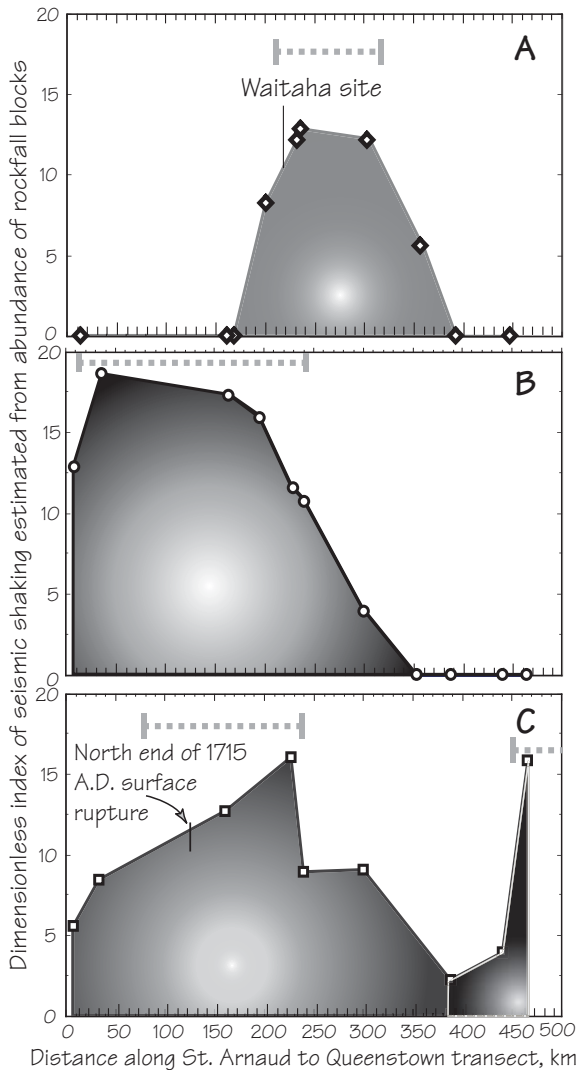 Dimensionless index of seismic shaking estimated from abundance of rockfall blocks
20
15
10
5
0
A
Waitaha site
20
15
10
5
0
B
20
15
10
5
0
C
North end of 1715
A.D. surface
rupture
0 50 100 150 200 250 300 350 400 450 500
Distance along St. Arnaud to Queenstown transect, km